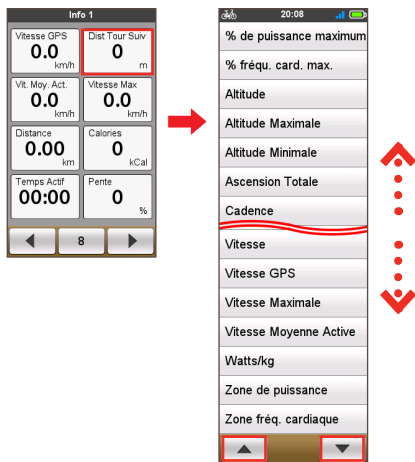 Info 1
Vitesse GPS
0.0
km/h
Dist Tour Suiv
0
m
Vit. Moy. Act.
0.0
km/h
Vitesse Max
0.0
km/h
Distance
0.00
km
Calories
0
kCal
Temps Actif
00:00
Pente
0
%
8
20:08
% de puissance maximum
% fréqu. card. max.
Altitude
Altitude Maximale
Altitude Minimale
Ascension Totale
Cadence
Vitesse
Vitesse GPS
Vitesse Maximale
Vitesse Moyenne Active
Watts/kg
Zone de puissance
Zone fréq. cardiaque